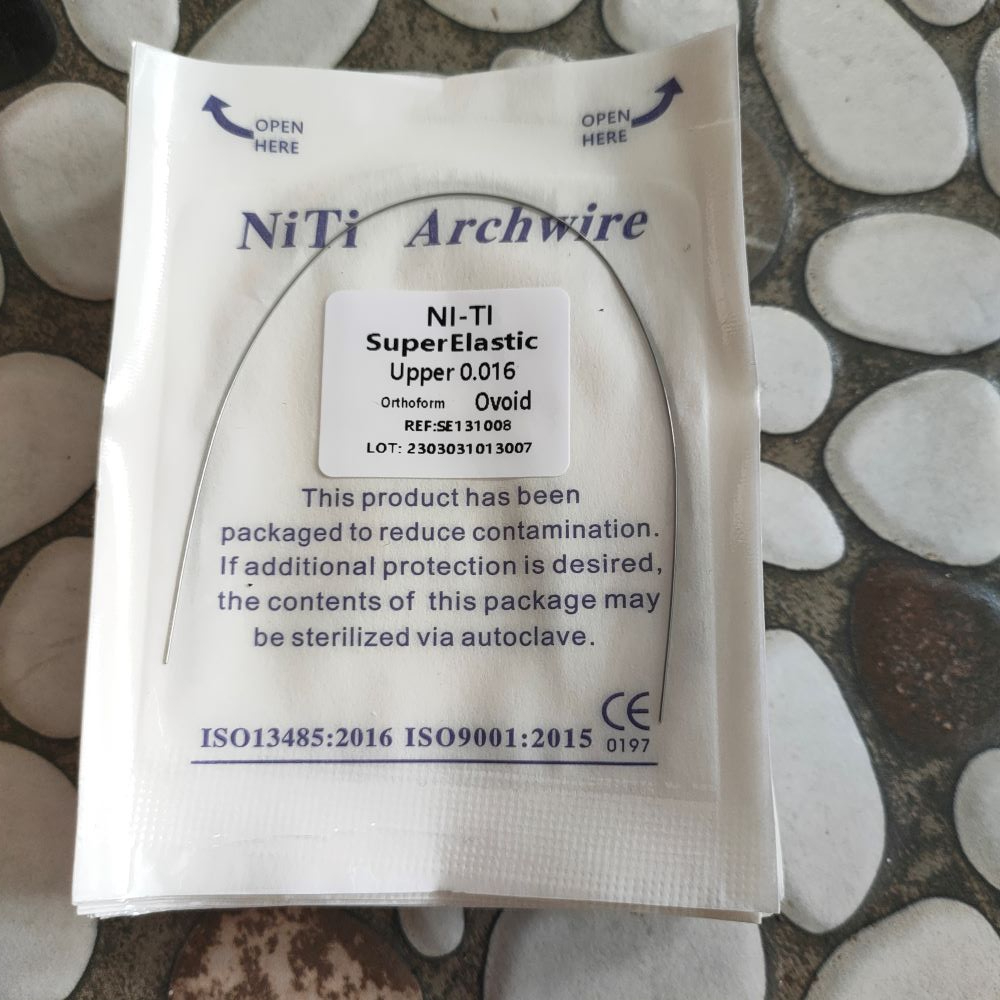 OPEN
HERE
OPEN
HERE
NiTi Archwire
NI-TI
SuperElastic
Upper 0.016
Orthoform Ovoid
REF:SE131008
LOT: 2303031013007
This product has been
packaged to reduce contamination.
If additional protection is desired,
the contents of this package may
be sterilized via autoclave.
ISO13485:2016 ISO9001:2015 CE
0197